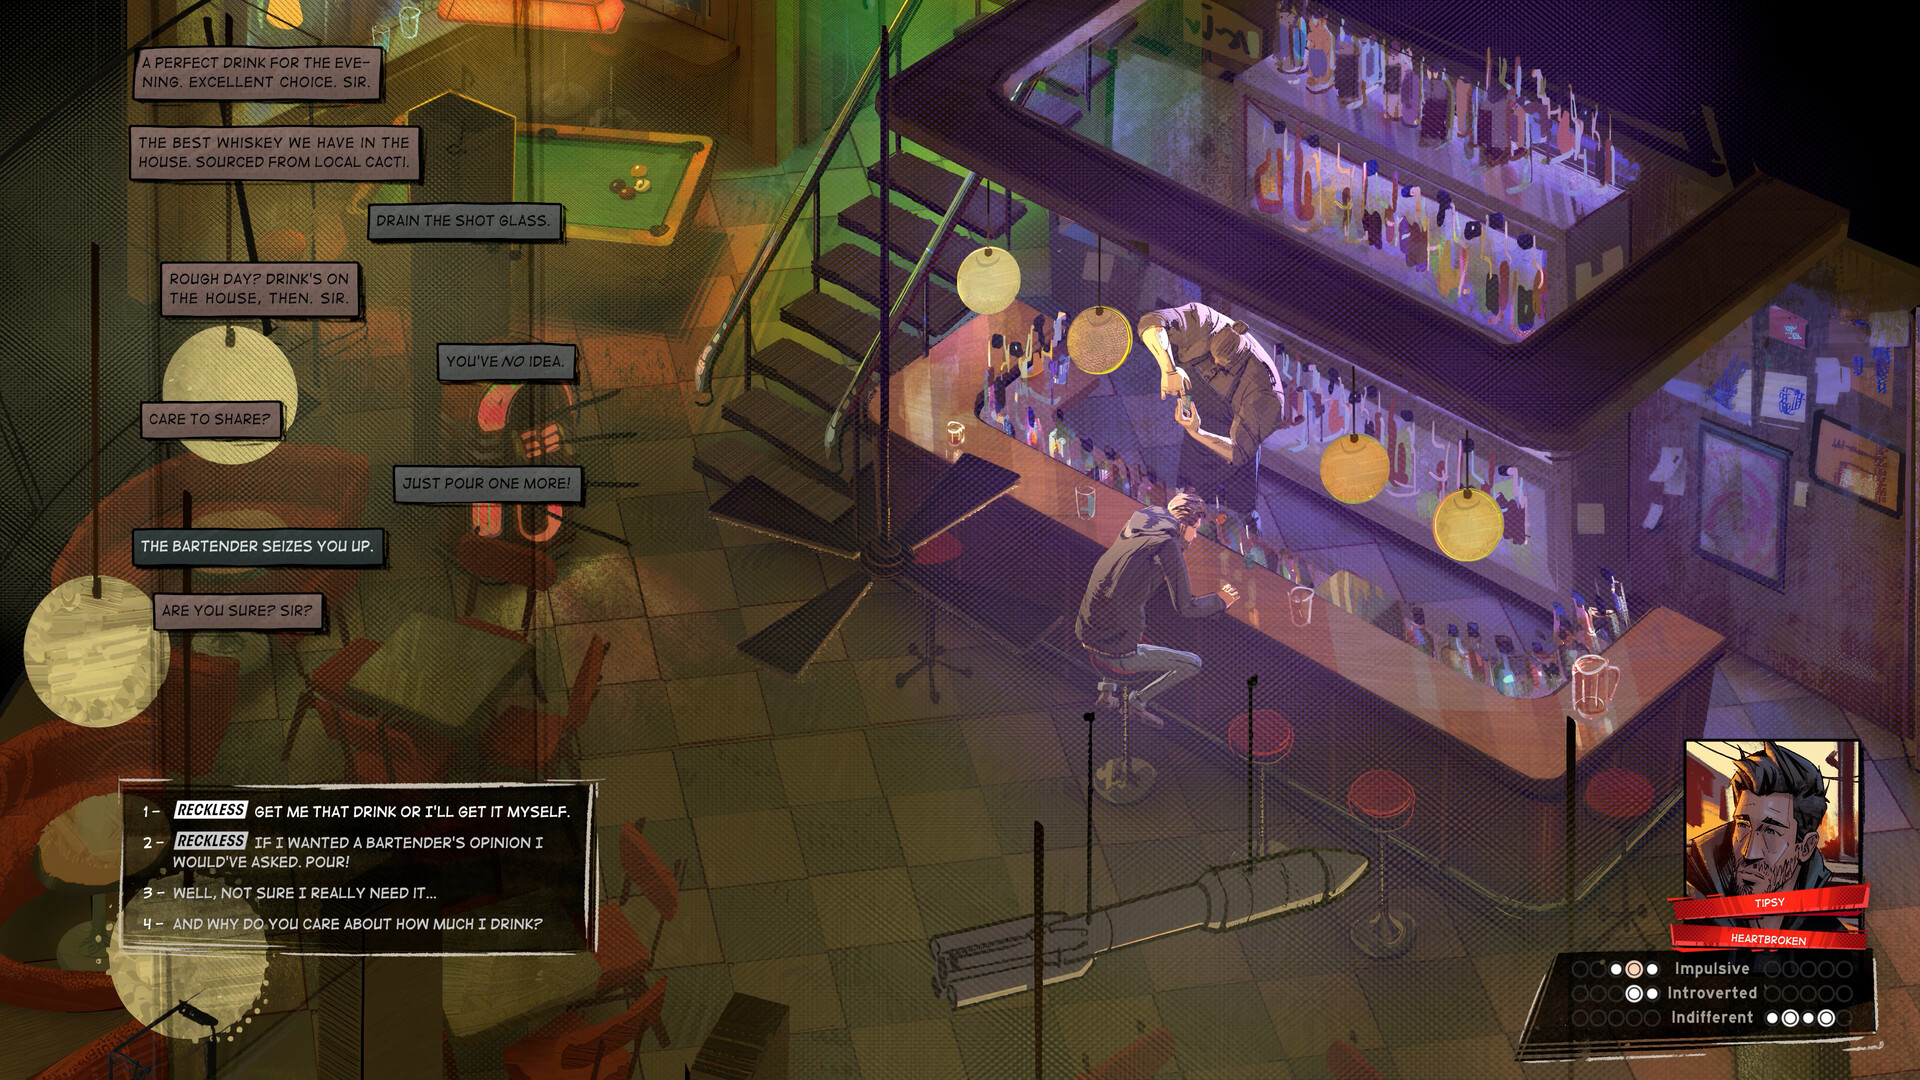 A PERFECT DRINK FOR THE EVE-
NING. EXCELLENT CHOICE. SIR.
THE BEST WHISKEY WE HAVE IN THE
HOUSE. SOURCED FROM LOCAL CACTI.
DRAIN THE SHOT GLASS.
ROUGH DAY? DRINK'S ON
THE HOUSE, THEN. SIR.
YOU'VE NO IDEA.
CARE TO SHARE?
JUST POUR ONE MORE!
THE BARTENDER SEIZES YOU UP.
ARE YOU SURE? SIR?
1 - RECKLESS GET ME THAT DRINK OR I'LL GET IT MYSELF.
2 - RECKLESS IF I WANTED A BARTENDER'S OPINION I
WOULD'VE ASKED. POUR!
3 - WELL, NOT SURE I REALLY NEED IT...
4 - AND WHY DO YOU CARE ABOUT HOW MUCH I DRINK?
TIPSY
HEARTBROKEN
Impulsive
Introverted
Indifferent